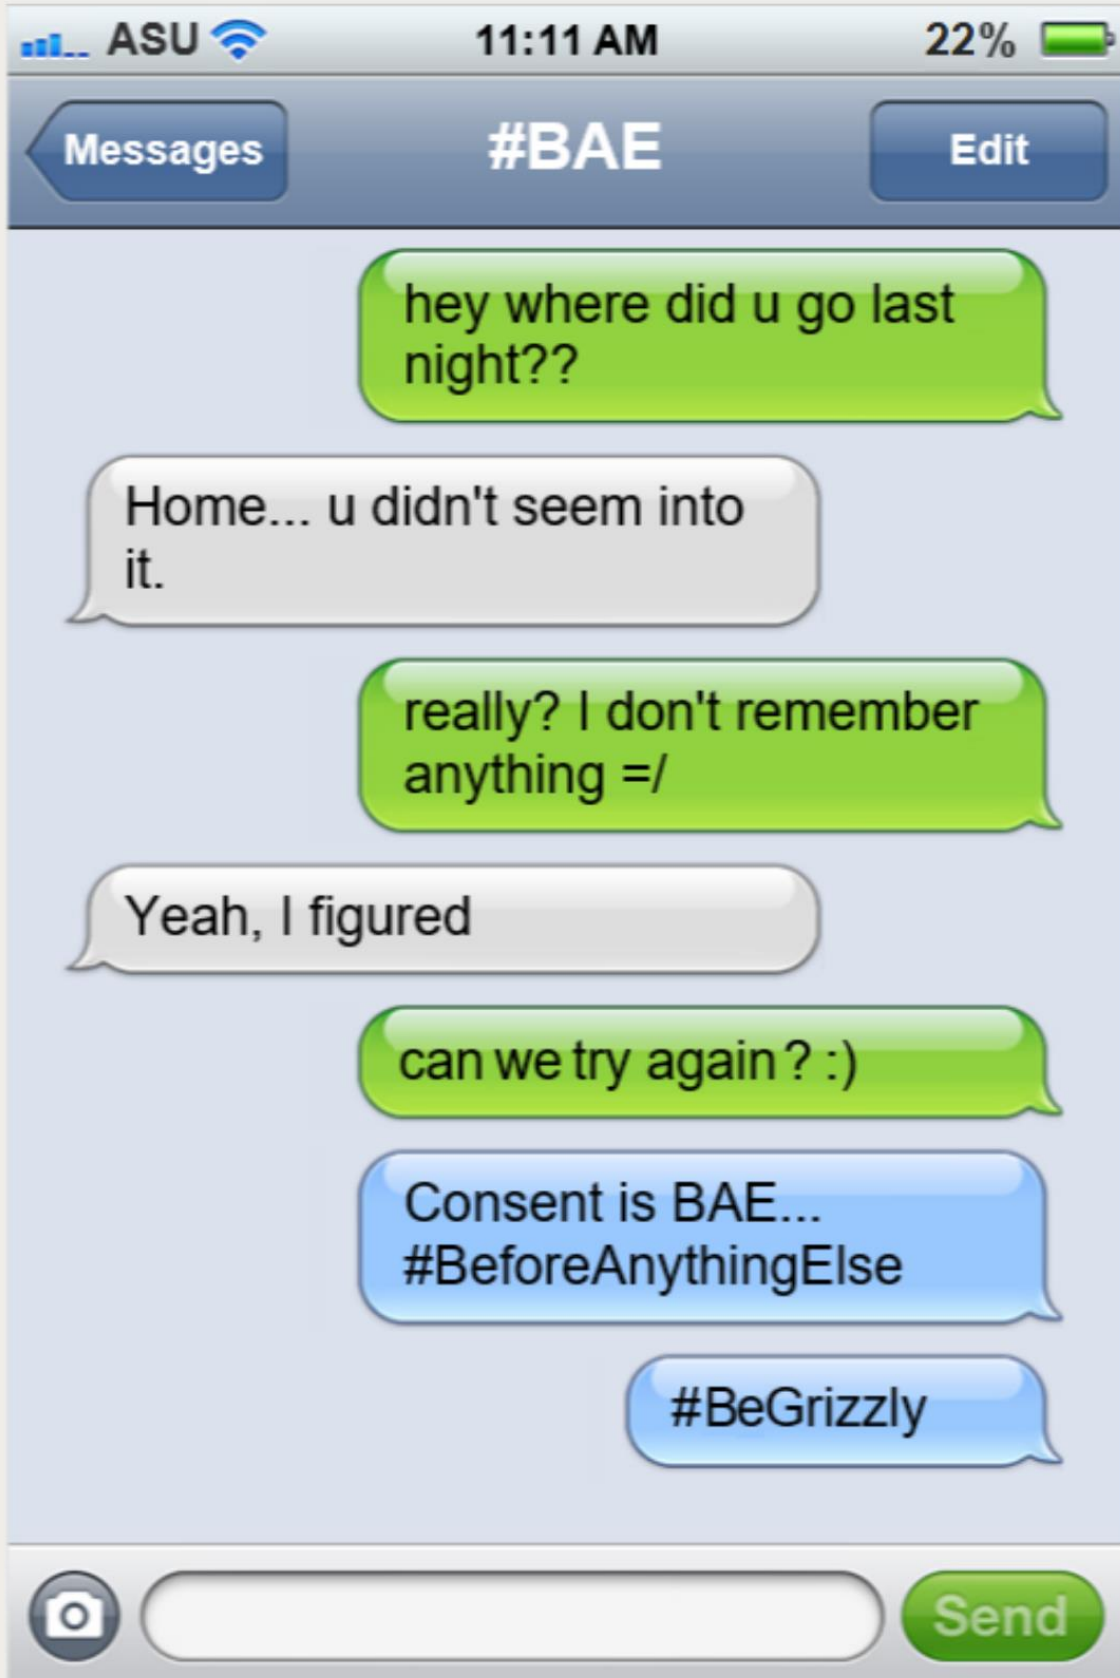 ASU 11:11 AM 22%
Messages #BAE Edit
hey where did u go last
night??
Home... u didn't seem into
it.
really? I don't remember
anything =/
Yeah, I figured
can we try again? :)
Consent is BAE...
#BeforeAnythingElse
#BeGrizzly
Send